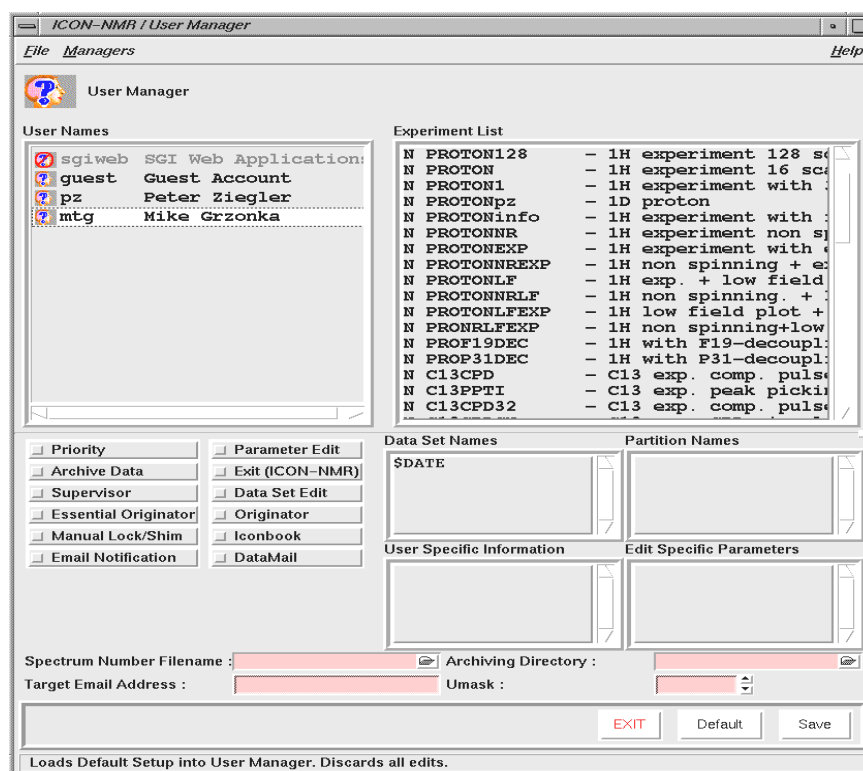 ICON-NMR / User Manager
File Managers Help
User Manager
User Names
sgiweb SGI Web Application
guest Guest Account
pz Peter Ziegler
mtg Mike Grzonka
Experiment List
N PROTON128 - 1H experiment 128
N PROTON - 1H experiment 16
N PROTON1 - 1H experiment with
N PROTONpz - 1D proton
N PROTONinfo - 1H experiment with
N PROTONNR - 1H experiment non
N PROTONEXP - 1H experiment with
N PROTONNREXP - 1H non spinning +
N PROTONLF - 1H exp. + low field
N PROTONNRLF - 1H non spinning. +
N PROTONLFEXP - 1H low field plot +
N PRONRLFEXP - 1H non spinning+low
N PROF19DEC - 1H with F19-decoupl
N PROP31DEC - 1H with P31-decoupl
N C13CPD - C13 exp. comp. puls
N C13PPTI - C13 exp. peak picki
N C13CPD32 - C13 exp. comp. puls
Priority
Archive Data
Supervisor
Essential Originator
Manual Lock/Shim
Email Notification
Parameter Edit
Exit (ICON-NMR)
Data Set Edit
Originator
Iconbook
DataMail
Data Set Names
$DATE
Partition Names
User Specific Information
Edit Specific Parameters
Spectrum Number Filename :
Archiving Directory :
Target Email Address :
Umask :
EXIT
Default
Save
Loads Default Setup into User Manager. Discards all edits.